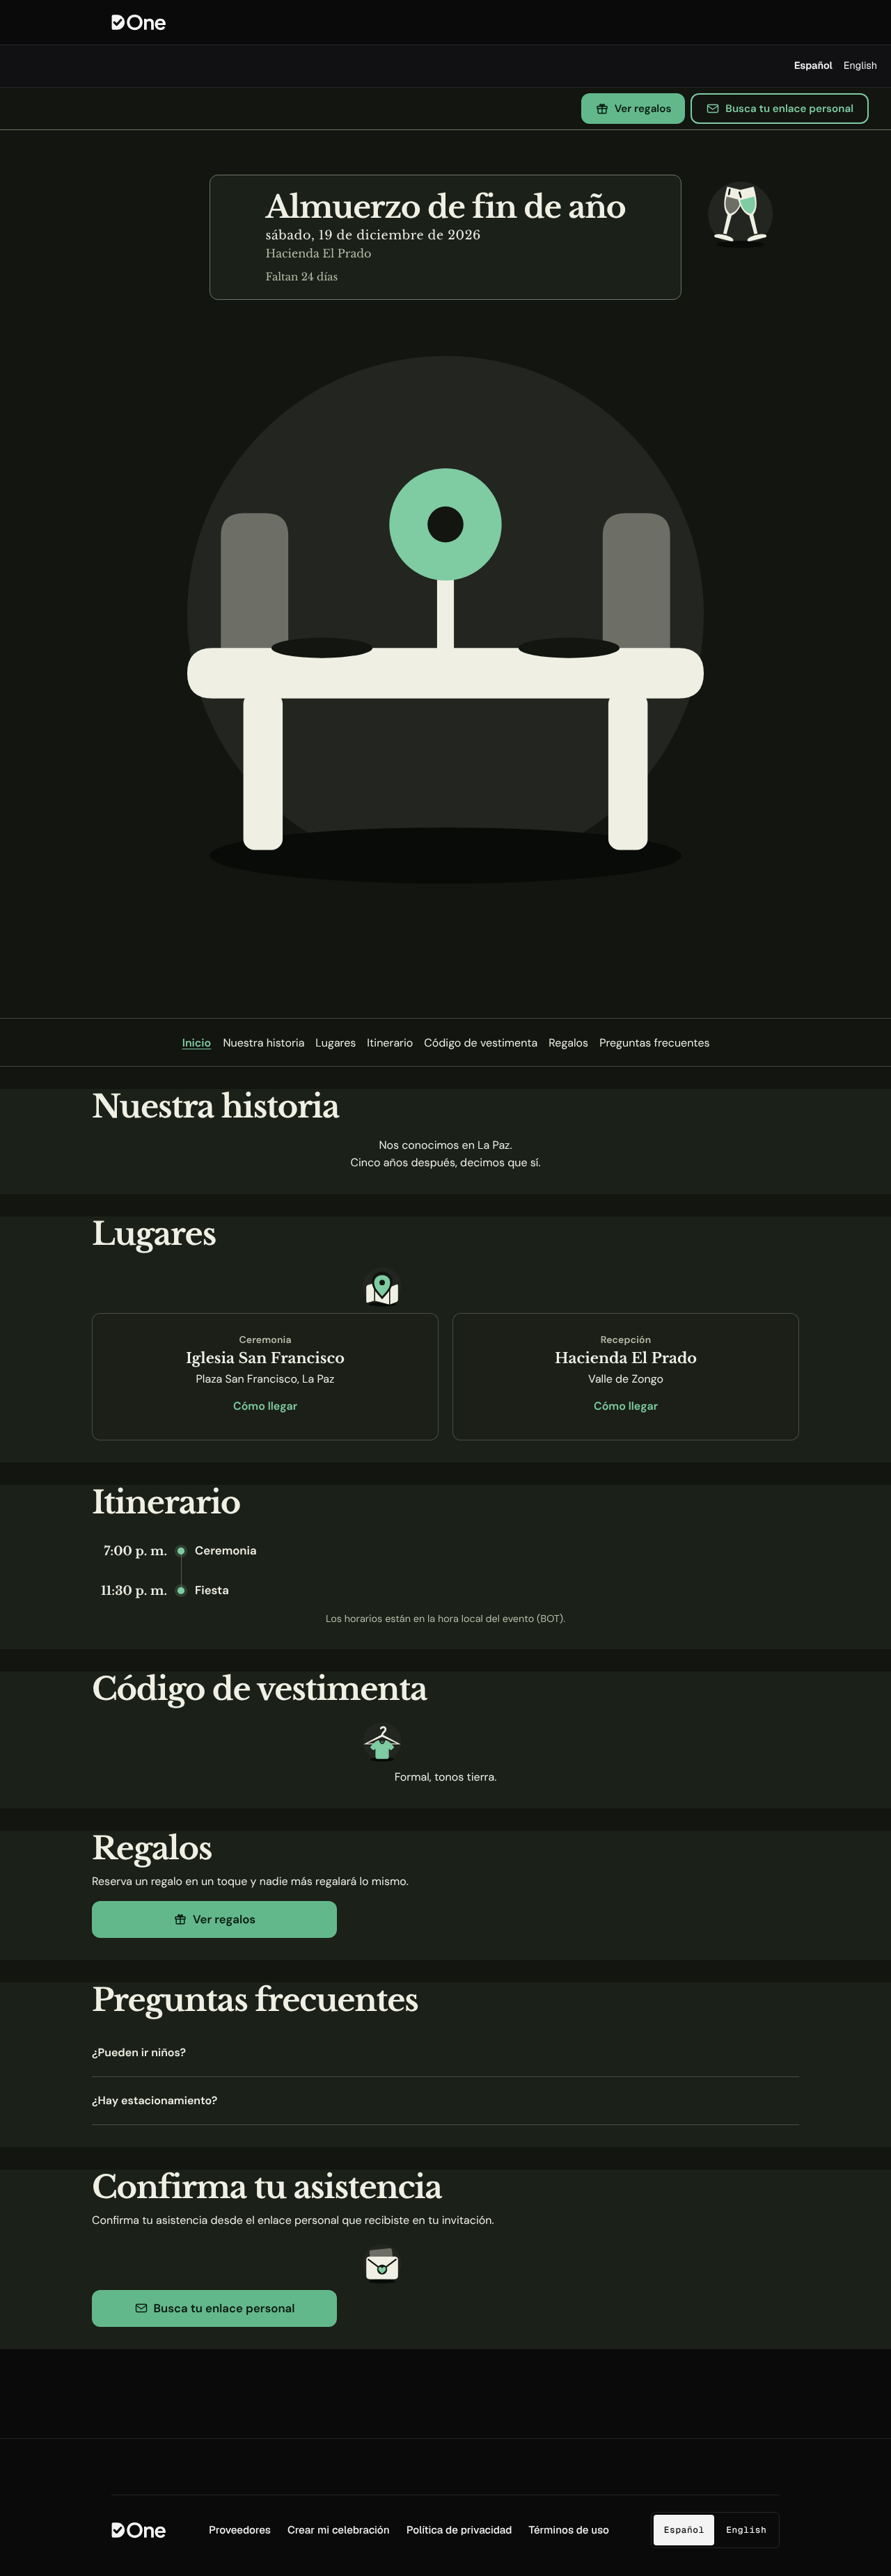 One
Español English
Ver regalos Busca tu enlace personal
Almuerzo de fin de año
sábado, 19 de diciembre de 2026
Hacienda El Prado
Faltan 24 días
Inicio Nuestra historia Lugares Itinerario Código de vestimenta Regalos Preguntas frecuentes
Nuestra historia
Nos conocimos en La Paz.
Cinco años después, decimos que sí.
Lugares
Ceremonia
Iglesia San Francisco
Plaza San Francisco, La Paz
Cómo llegar
Recepción
Hacienda El Prado
Valle de Zongo
Cómo llegar
Itinerario
7:00 p. m. Ceremonia
11:30 p. m. Fiesta
Los horarios están en la hora local del evento (BOT).
Código de vestimenta
Formal, tonos tierra.
Regalos
Reserva un regalo en un toque y nadie más regalará lo mismo.
Ver regalos
Preguntas frecuentes
¿Pueden ir niños?
¿Hay estacionamiento?
Confirma tu asistencia
Confirma tu asistencia desde el enlace personal que recibiste en tu invitación.
Busca tu enlace personal
One Proveedores Crear mi celebración Política de privacidad Términos de uso Español English